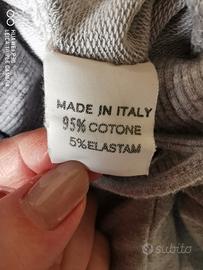 MADE IN ITALY
95% COTONE
5% ELASTAM
subito